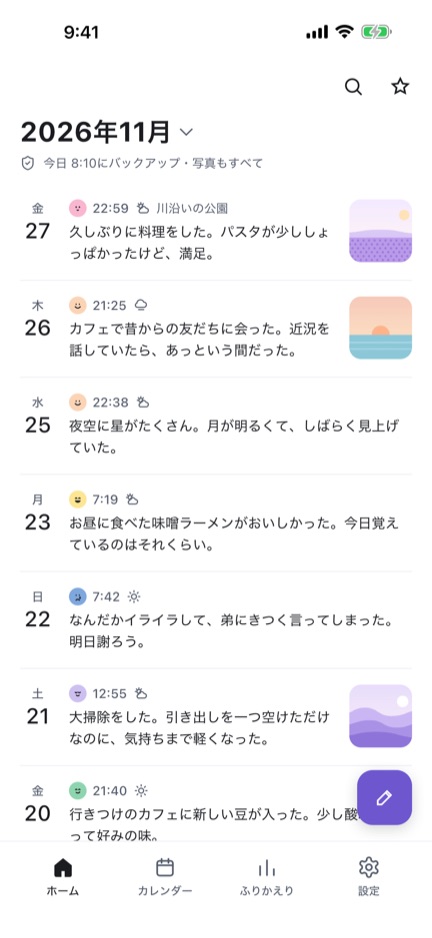 9:41
2026年11月
今日 8:10にバックアップ・写真もすべて
金
27
22:59 川沿いの公園
久しぶりに料理をした。パスタが少ししょ
っぱかったけど、満足。
木
26
21:25
カフェで昔からの友だちに会った。近況を
話していたら、あっという間だった。
水
25
22:38
夜空に星がたくさん。月が明るくて、しばらく見上げ
ていた。
月
23
7:19
お昼に食べた味噌ラーメンがおいしかった。今日覚え
ているのはそれくらい。
日
22
7:42
なんだかイライラして、弟にきつく言ってしまった。
明日謝ろう。
土
21
12:55
大掃除をした。引き出しを一つ空けただけ
なのに、気持ちまで軽くなった。
金
20
21:40
行きつけのカフェに新しい豆が入った。少し酸
って好みの味。
ホーム
カレンダー
ふりかえり
設定